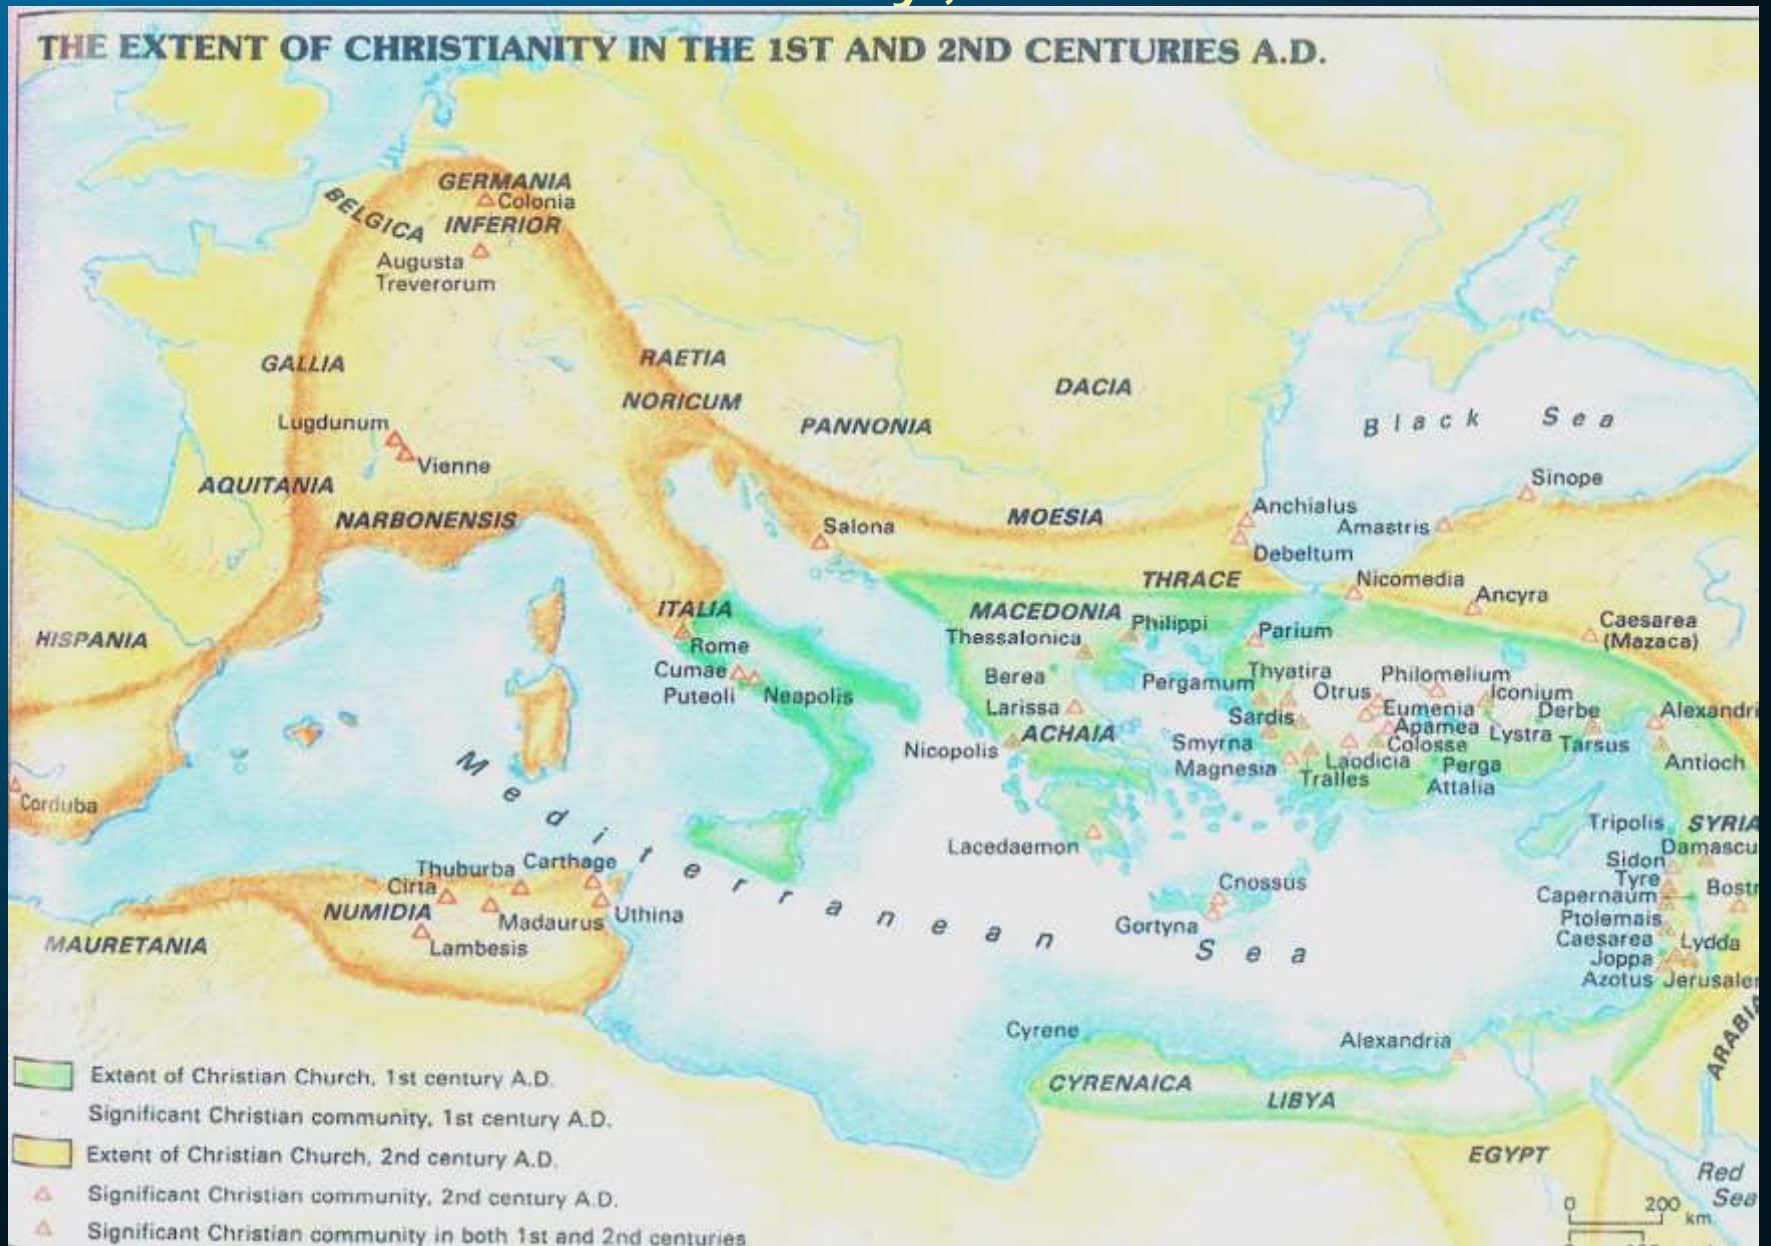 THE EXTENT OF CHRISTIANITY IN THE 1ST AND 2ND CENTURIES A.D.
GERMANIA
Colonia
BELGICA
INFERIOR
Augusta
Treverorum
GALLIA
RAETIA
NORICUM
PANNONIA
DACIA
Black Sea
Lugdunum
Vienne
AQUITANIA
NARBONENSIS
Salona
MOESIA
Sinope
Anchialus
Amastris
Debeltum
THRACE
Nicomedia
Ancyra
Caesarea
(Mazaca)
HISPANIA
ITALIA
Rome
Cumae
Puteoli
Neapolis
MACEDONIA
Philippi
Thessalonica
Parium
Berea
Larissa
Pergamum
Thyatira
Philomelium
Otrus
Iconium
Sardis
Eumenia
Derbe
Alexandri
Nicopolis
ACHAIA
Apamea
Lystra
Smyrna
Colosse
Tarsus
Magnesia
Laodicia
Perga
Antioch
Tralles
Attalia
Corduba
Mediterranean Sea
Lacedaemon
Tripolis
SYRIA
Sidon
Damascu
Tyre
Capernaum
Bostr
Ptolemais
Caesarea
Lydda
Joppa
Azotus
Jerusaler
Thuburba
Carthage
Cirta
NUMIDIA
Madaurus
Uthina
Lambesis
MAURETANIA
Cnossus
Gortyna
Cyrene
Alexandria
CYRENAICA
LIBYA
ARABIA
EGYPT
Red
Sea
Extent of Christian Church, 1st century A.D.
Significant Christian community, 1st century A.D.
Extent of Christian Church, 2nd century A.D.
Significant Christian community, 2nd century A.D.
Significant Christian community in both 1st and 2nd centuries
0 200
km.